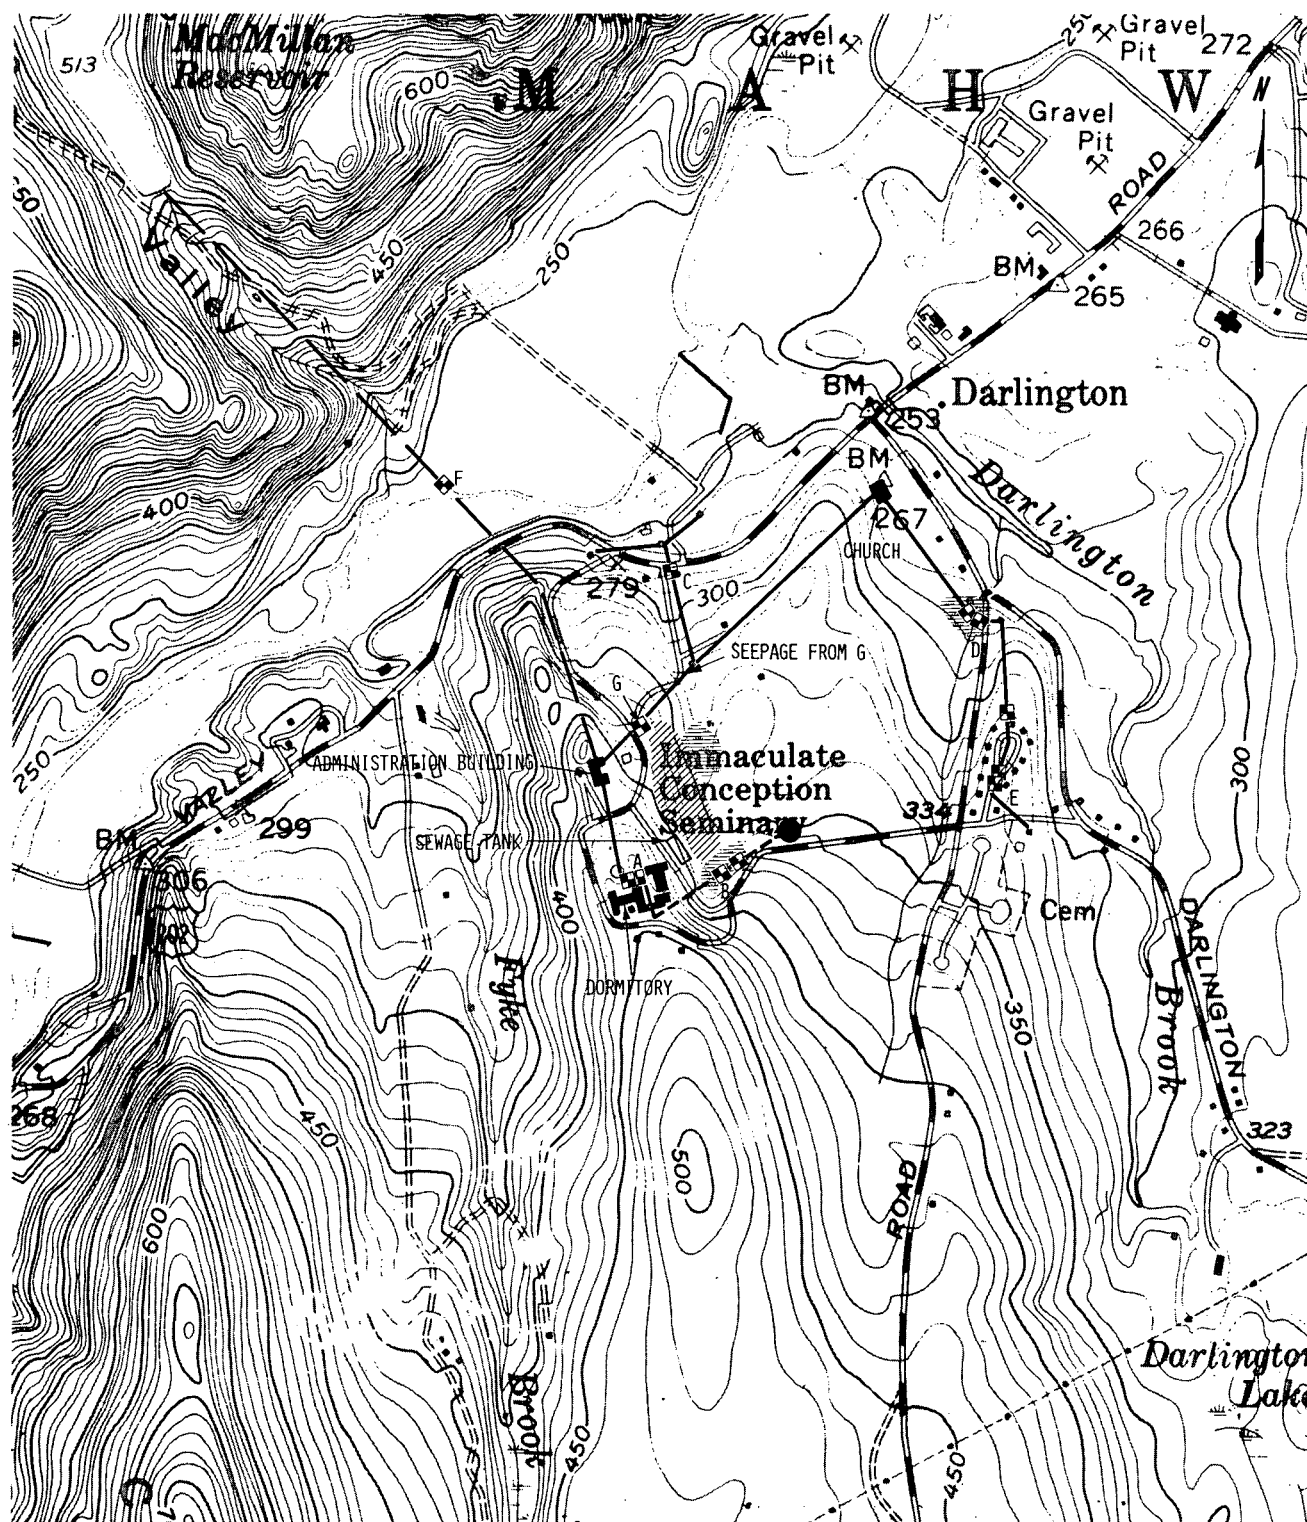 MacMillan
Reservoir
513
600
Gravel
Pit
250
Gravel
Pit
272
N
M A H W
Gravel
Pit
ROAD
266
BM
265
Valley
450
250
BM
253
Darlington
BM
267
Darlington
400
F
CHURCH
279
C
300
SEEPAGE FROM G
D
G
250
ADMINISTRATION BUILDING
Immaculate
Conception
Seminary
300
VALLEY
BM
299
306
SEWAGE TANK
334
E
A
B
202
400
Cem
DARLINGTON
Fyke
DORMITORY
350
Brook
268
450
500
ROAD
323
600
Darlington
Lake
Brook
450
450
C